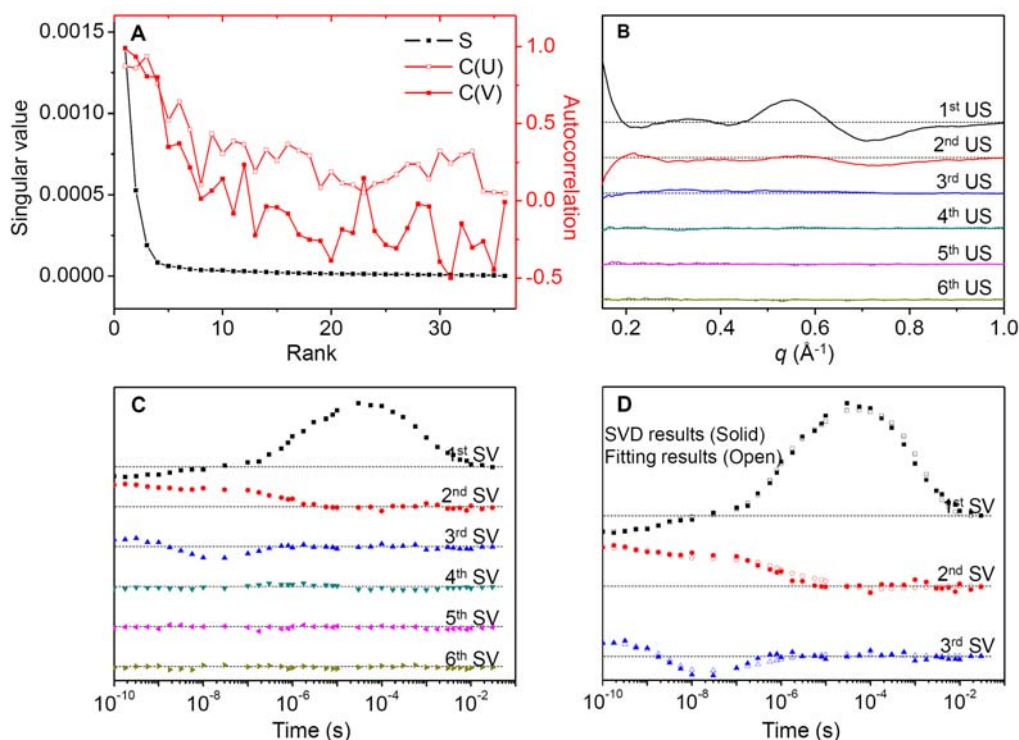 A
0.0015
0.0010
0.0005
0.0000
Singular value
S
C(U)
C(V)
1.0
0.5
0.0
-0.5
Autocorrelation
0 10 20 30
Rank
B
1st US
2nd US
3rd US
4th US
5th US
6th US
0.2 0.4 0.6 0.8 1.0
q (Å-1)
C
1st SV
2nd SV
3rd SV
4th SV
5th SV
6th SV
10-10 10-8 10-6 10-4 10-2
Time (s)
D
SVD results (Solid)
Fitting results (Open)
1st SV
2nd SV
3rd SV
10-10 10-8 10-6 10-4 10-2
Time (s)